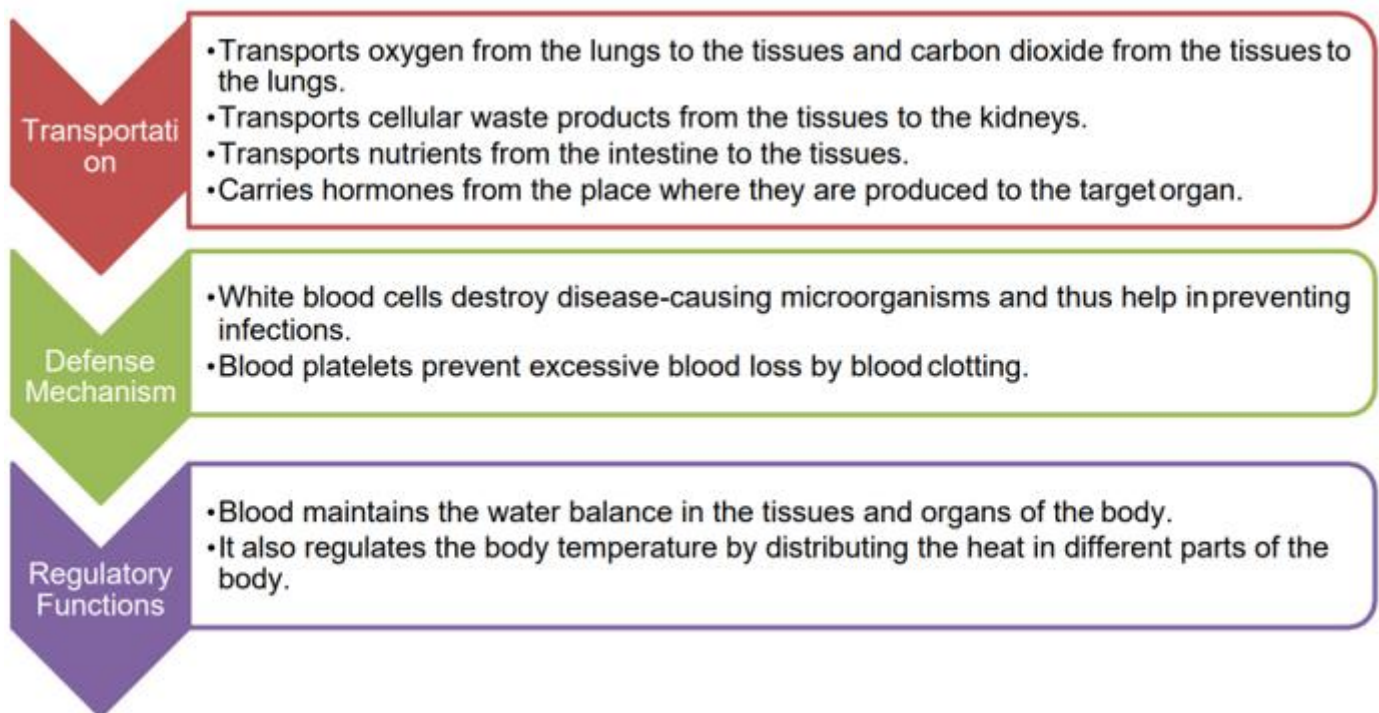 Transportati
on
•Transports oxygen from the lungs to the tissues and carbon dioxide from the tissues to
the lungs.
•Transports cellular waste products from the tissues to the kidneys.
•Transports nutrients from the intestine to the tissues.
•Carries hormones from the place where they are produced to the target organ.
Defense
Mechanism
•White blood cells destroy disease-causing microorganisms and thus help in preventing
infections.
•Blood platelets prevent excessive blood loss by blood clotting.
Regulatory
Functions
•Blood maintains the water balance in the tissues and organs of the body.
•It also regulates the body temperature by distributing the heat in different parts of the
body.